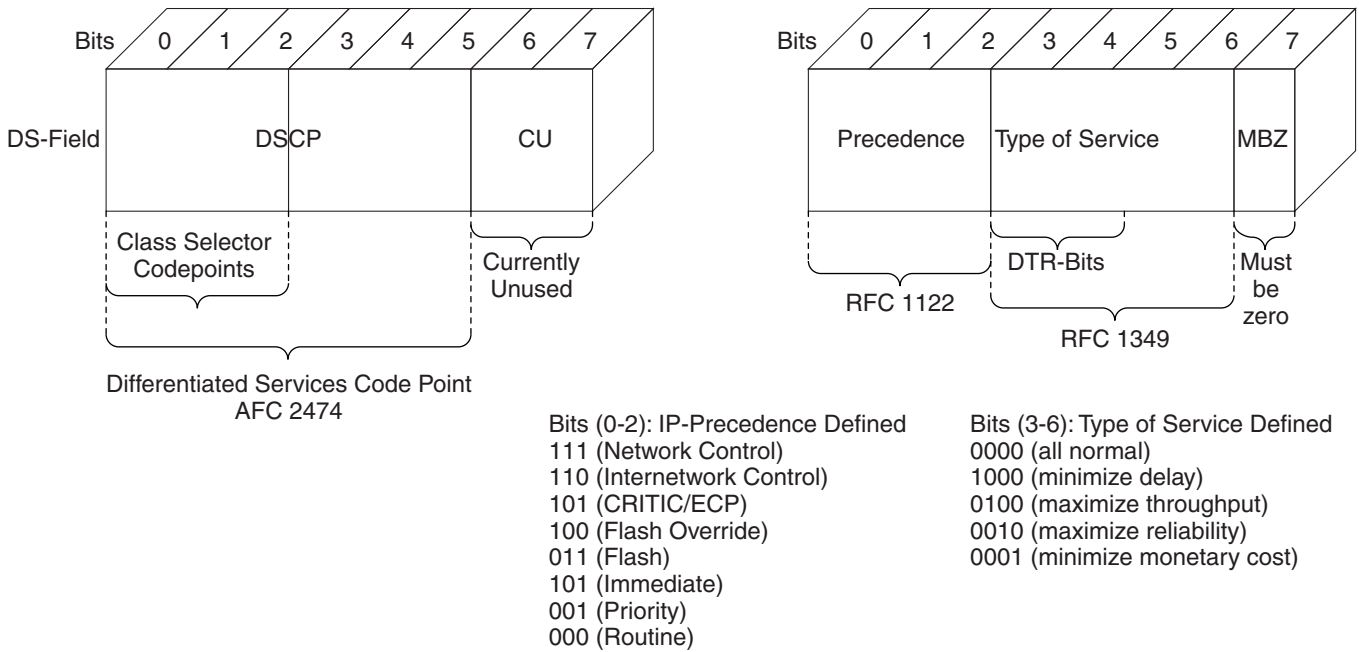 Bits 0 1 2 3 4 5 6 7
DS-Field DSCP CU
Class Selector
Codepoints
Currently
Unused
Differentiated Services Code Point
AFC 2474
Bits 0 1 2 3 4 5 6 7
Precedence Type of Service MBZ
DTR-Bits
Must
be
zero
RFC 1122
RFC 1349
Bits (0-2): IP-Precedence Defined
111 (Network Control)
110 (Internetwork Control)
101 (CRITIC/ECP)
100 (Flash Override)
011 (Flash)
101 (Immediate)
001 (Priority)
000 (Routine)
Bits (3-6): Type of Service Defined
0000 (all normal)
1000 (minimize delay)
0100 (maximize throughput)
0010 (maximize reliability)
0001 (minimize monetary cost)